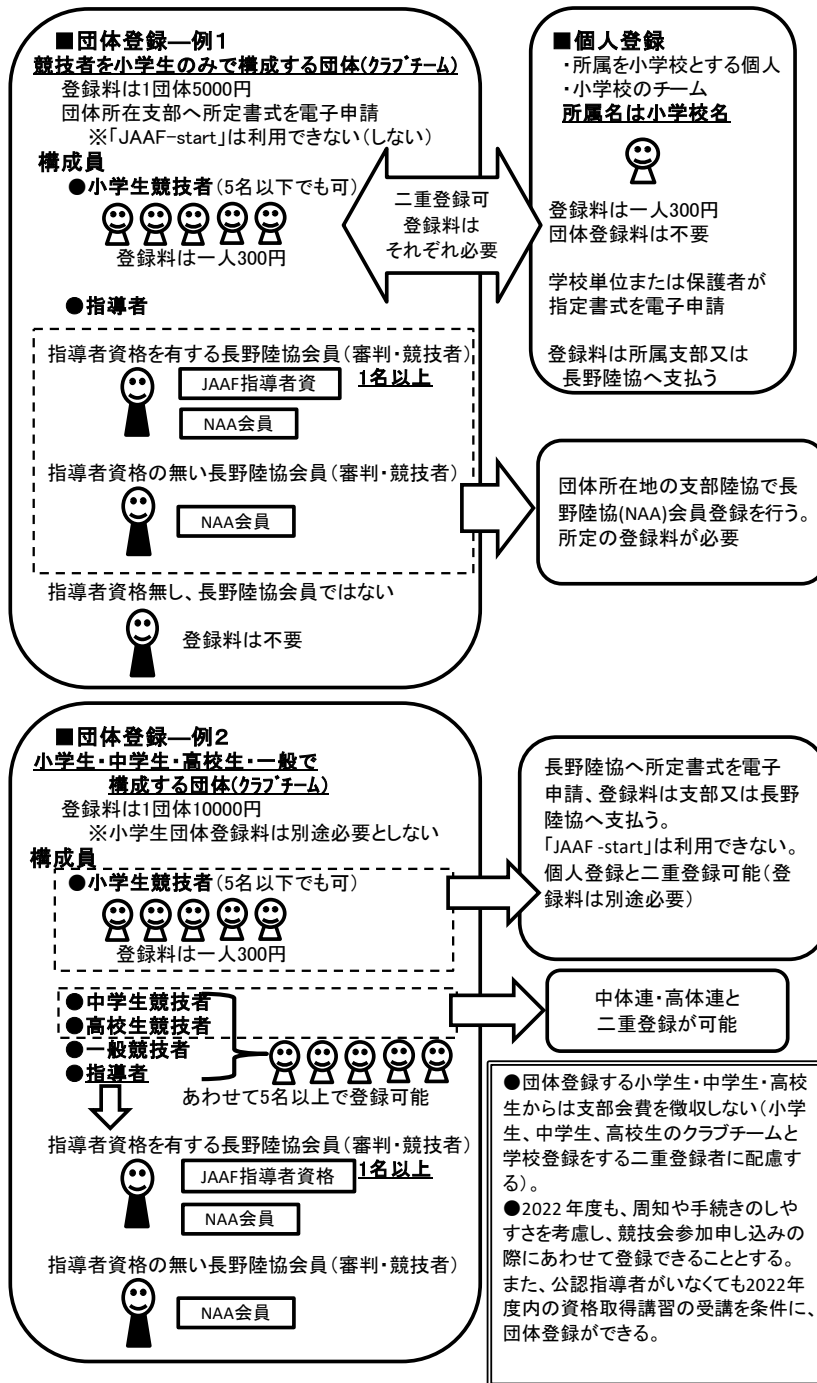 ■団体登録―例１
競技者を小学生のみで構成する団体(クラブチーム)
登録料は1団体5000円
団体所在支部へ所定書式を電子申請
※「JAAF-start」は利用できない(しない)
構成員
●小学生競技者(5名以下でも可)
登録料は一人300円
●指導者
指導者資格を有する長野陸協会員(審判・競技者)
JAAF指導者資
1名以上
NAA会員
指導者資格の無い長野陸協会員(審判・競技者)
NAA会員
指導者資格無し、長野陸協会員ではない
登録料は不要
二重登録可
登録料は
それぞれ必要
■個人登録
・所属を小学校とする個人
・小学校のチーム
所属名は小学校名
登録料は一人300円
団体登録料は不要
学校単位または保護者が
指定書式を電子申請
登録料は所属支部又は
長野陸協へ支払う
団体所在地の支部陸協で長
野陸協(NAA)会員登録を行う。
所定の登録料が必要
■団体登録―例２
小学生・中学生・高校生・一般で
構成する団体(クラブチーム)
登録料は1団体10000円
※小学生団体登録料は別途必要としない
構成員
●小学生競技者(5名以下でも可)
登録料は一人300円
●中学生競技者
●高校生競技者
●一般競技者
●指導者
あわせて5名以上で登録可能
指導者資格を有する長野陸協会員(審判・競技者)
JAAF指導者資格
1名以上
NAA会員
指導者資格の無い長野陸協会員(審判・競技者)
NAA会員
長野陸協へ所定書式を電子
申請、登録料は支部又は長野
陸協へ支払う。
「JAAF-start」は利用できない。
個人登録と二重登録可能(登
録料は別途必要)
中体連・高体連と
二重登録が可能
●団体登録する小学生・中学生・高校
生からは支部会費を徴収しない(小学
生、中学生、高校生のクラブチームと
学校登録をする二重登録者に配慮す
る)。
●2022年度も、周知や手続きのしや
すさを考慮し、競技会参加申し込みの
際にあわせて登録できることとする。
また、公認指導者がいなくても2022年
度内の資格取得講習の受講を条件に、
団体登録ができる。